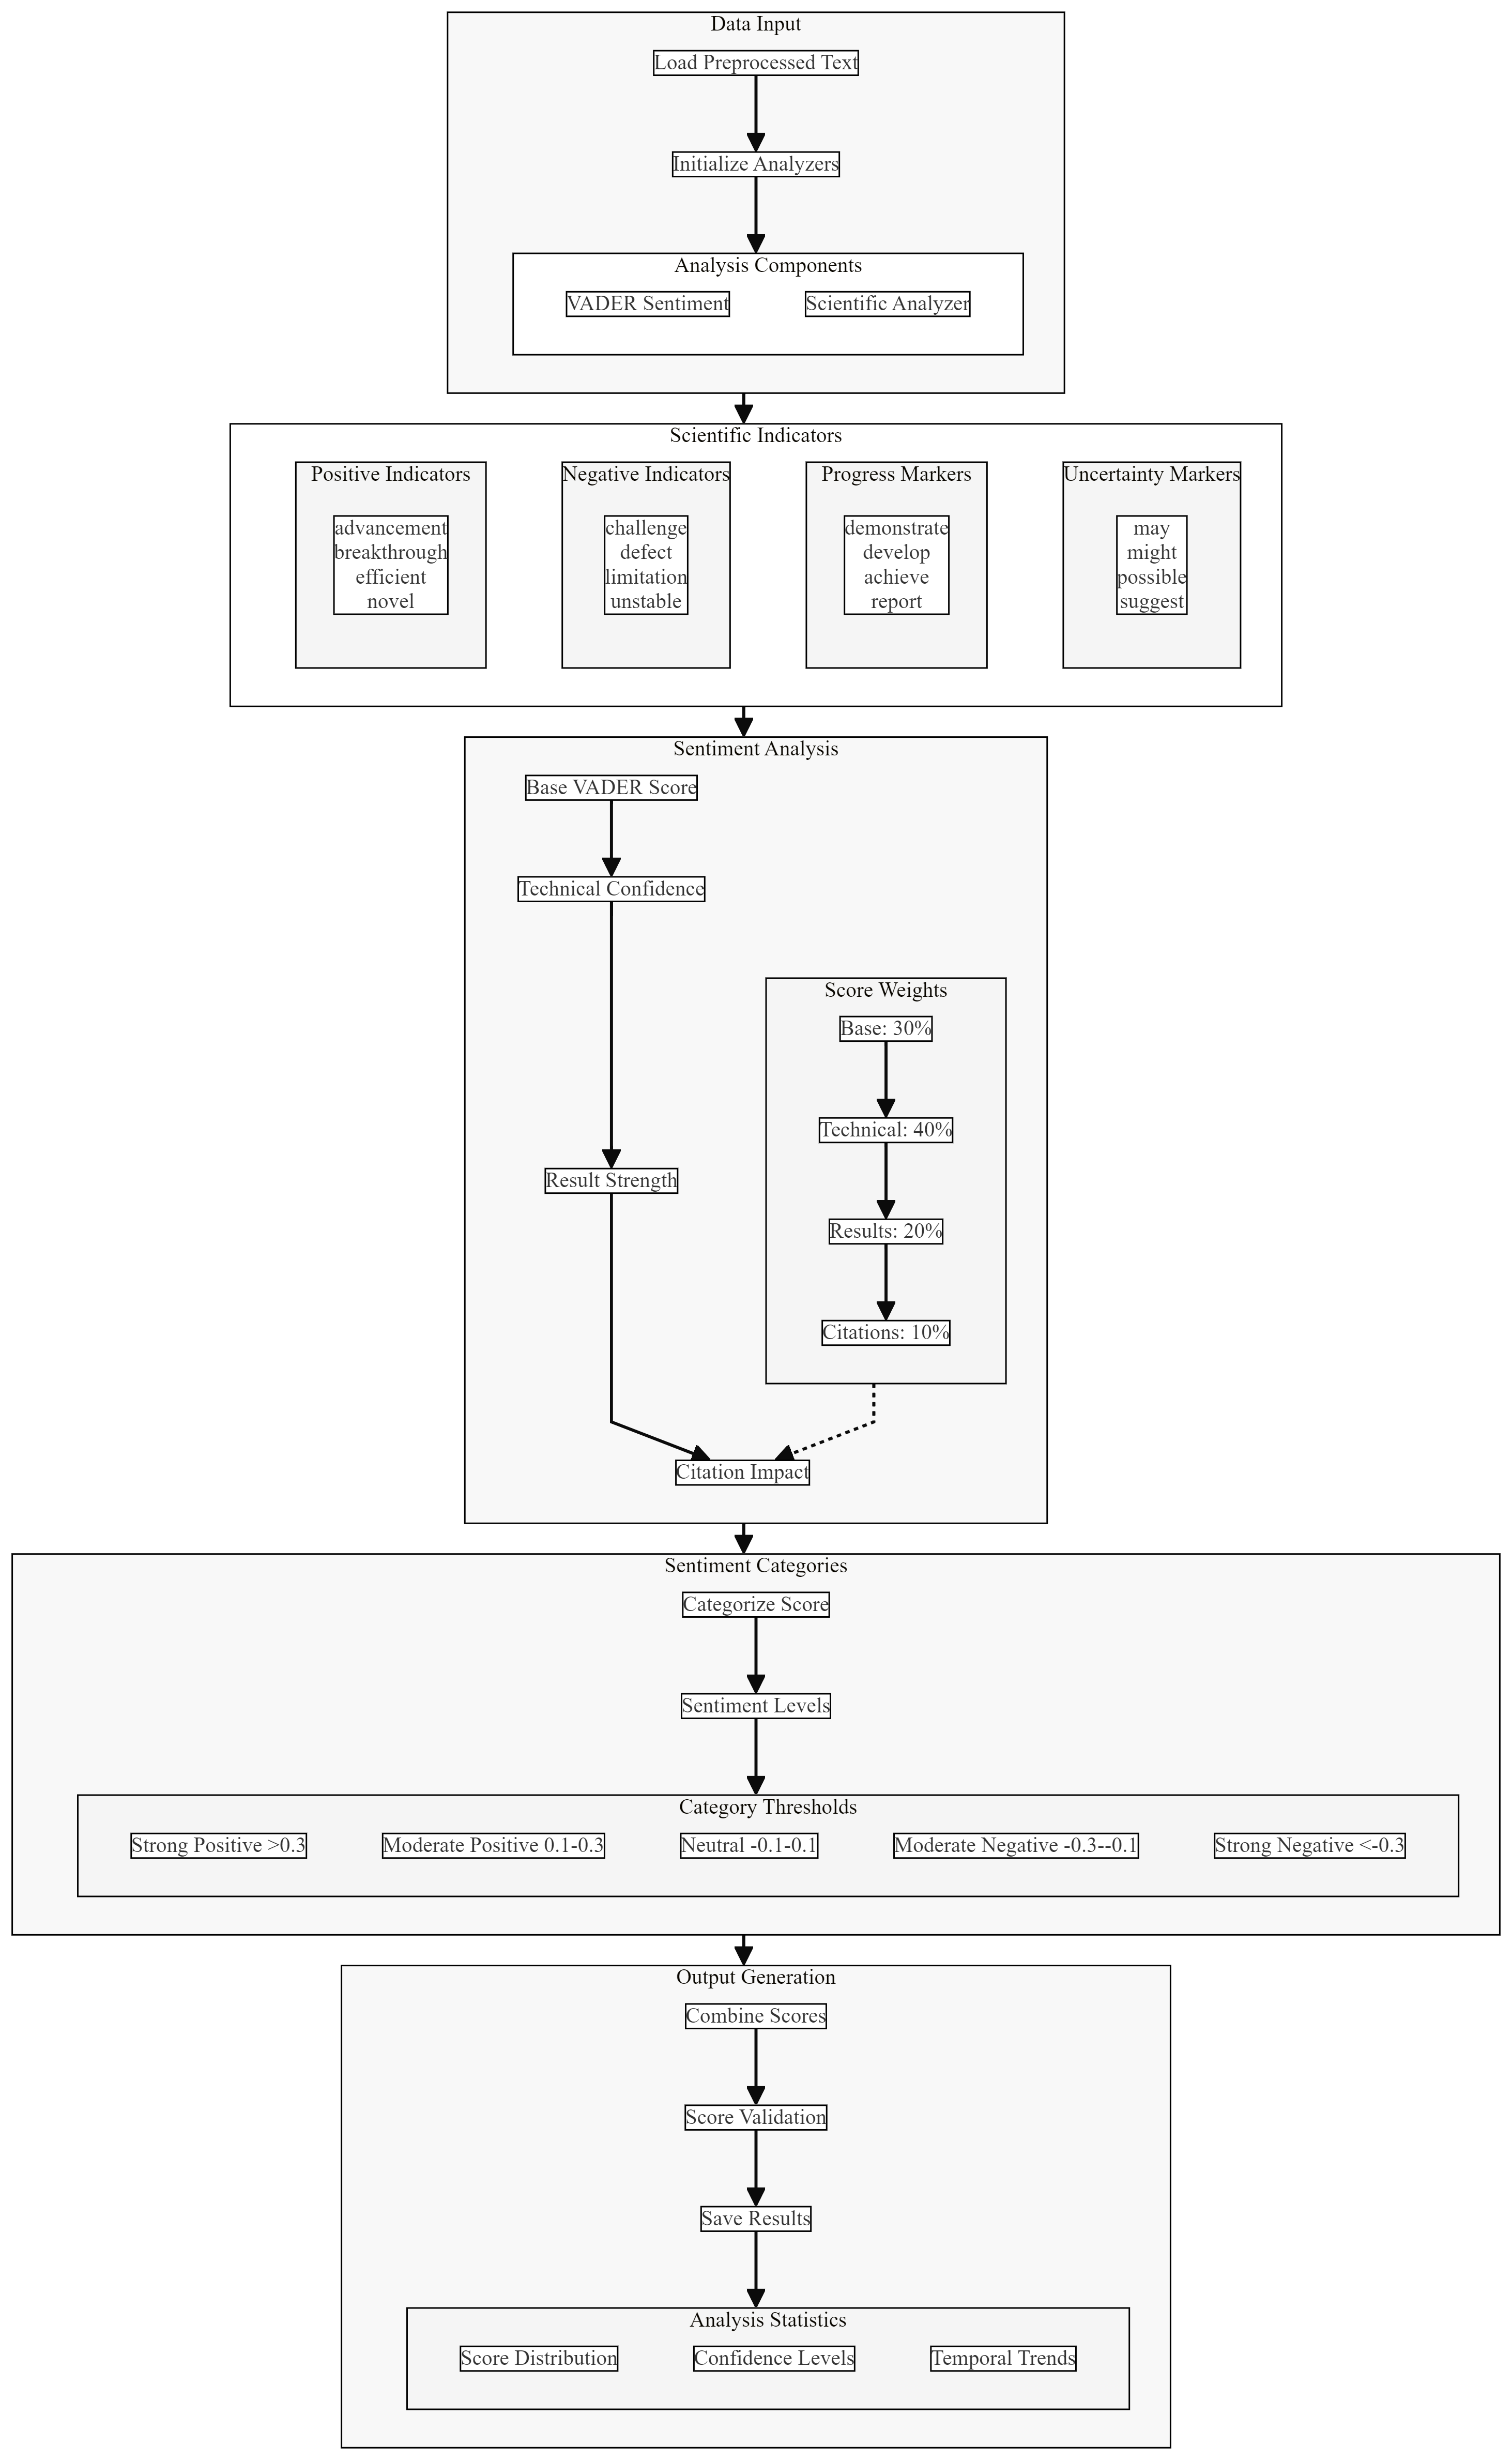 Data Input
Load Preprocessed Text
Initialize Analyzers
Analysis Components
VADER Sentiment
Scientific Analyzer
Scientific Indicators
Positive Indicators
advancement
breakthrough
efficient
novel
Negative Indicators
challenge
defect
limitation
unstable
Progress Markers
demonstrate
develop
achieve
report
Uncertainty Markers
may
might
possible
suggest
Sentiment Analysis
Base VADER Score
Technical Confidence
Result Strength
Score Weights
Base: 30%
Technical: 40%
Results: 20%
Citations: 10%
Citation Impact
Sentiment Categories
Categorize Score
Sentiment Levels
Category Thresholds
Strong Positive >0.3
Moderate Positive 0.1-0.3
Neutral -0.1-0.1
Moderate Negative -0.3--0.1
Strong Negative <-0.3
Output Generation
Combine Scores
Score Validation
Save Results
Analysis Statistics
Score Distribution
Confidence Levels
Temporal Trends